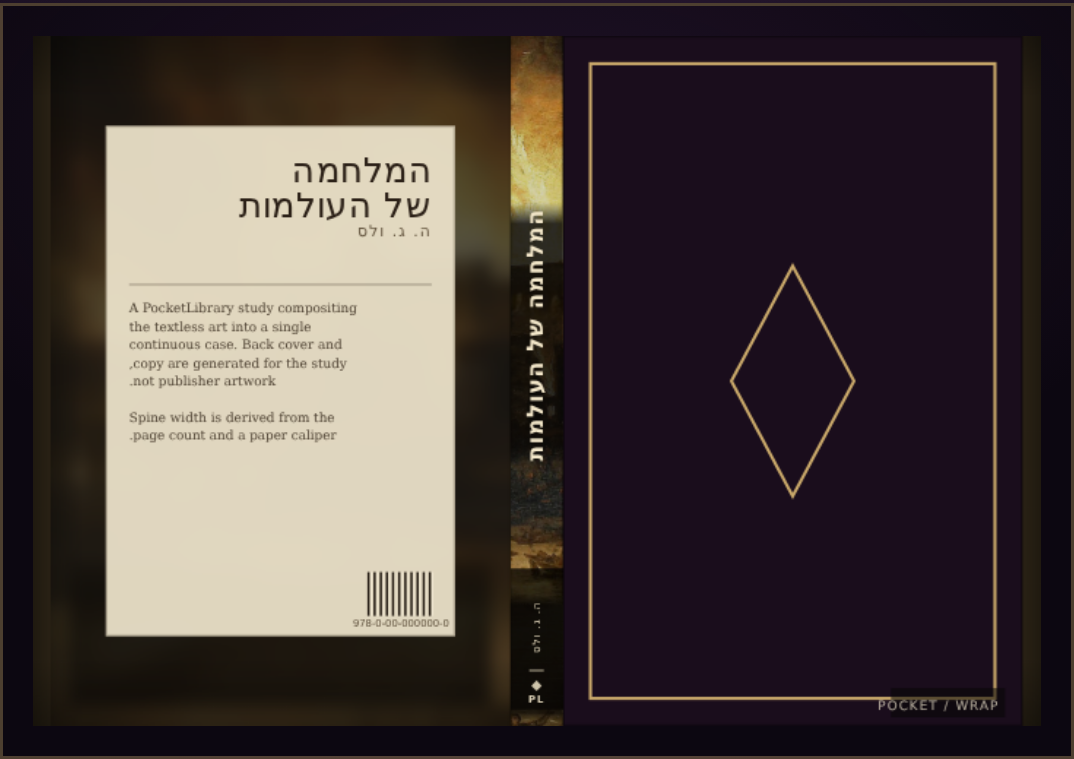 המלחמה
של העולמות
ה. ג. ולס
A PocketLibrary study compositing
the textless art into a single
continuous case. Back cover and
,copy are generated for the study
.not publisher artwork
Spine width is derived from the
.page count and a paper caliper
978-0-00-000000-0
המלחמה של העולמות
ה. ג. ולס
PL
POCKET / WRAP